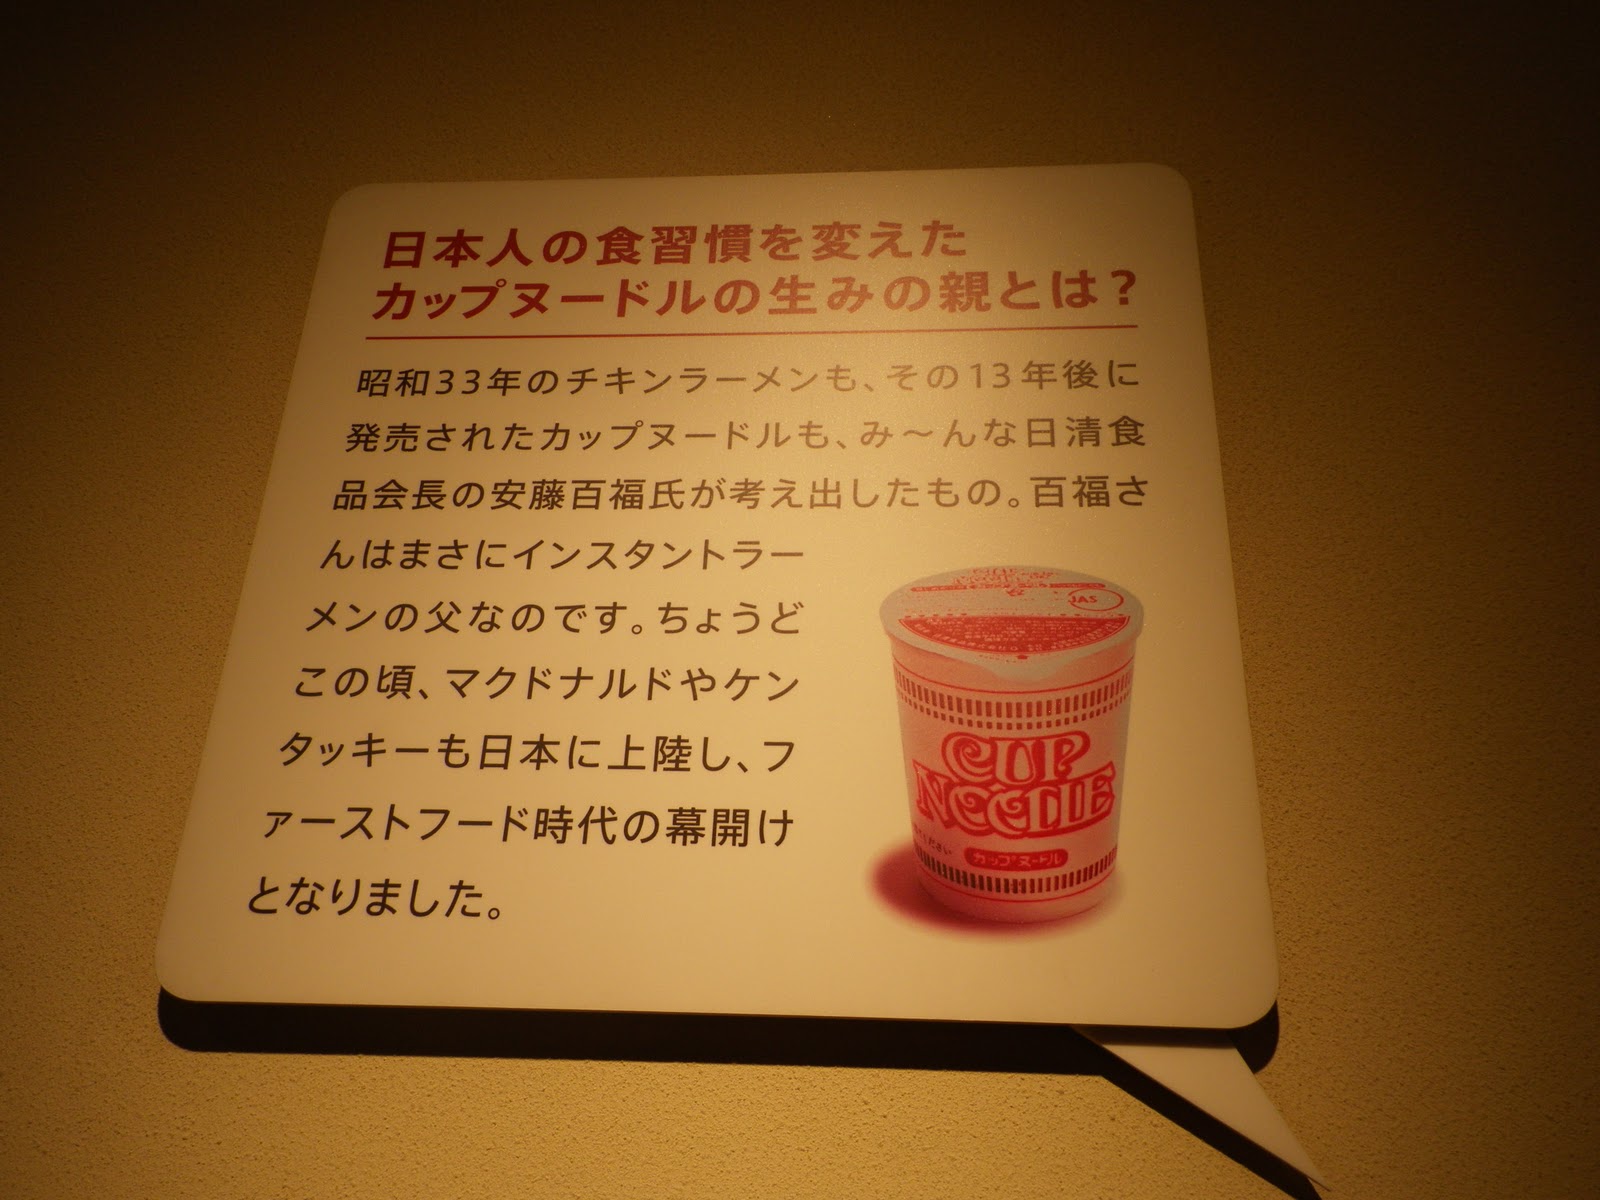 日本人の食習慣を変えた
カップヌードルの生みの親とは？
昭和33年のチキンラーメンも、その13年後に
発売されたカップヌードルも、み〜んな日清食
品会長の安藤百福氏が考え出したもの。百福さ
んはまさにインスタントラー
メンの父なのです。ちょうど
この頃、マクドナルドやケン
タッキーも日本に上陸し、フ
ァーストフード時代の幕開け
となりました。
JAS
CUP
NOODLE
カップヌードル